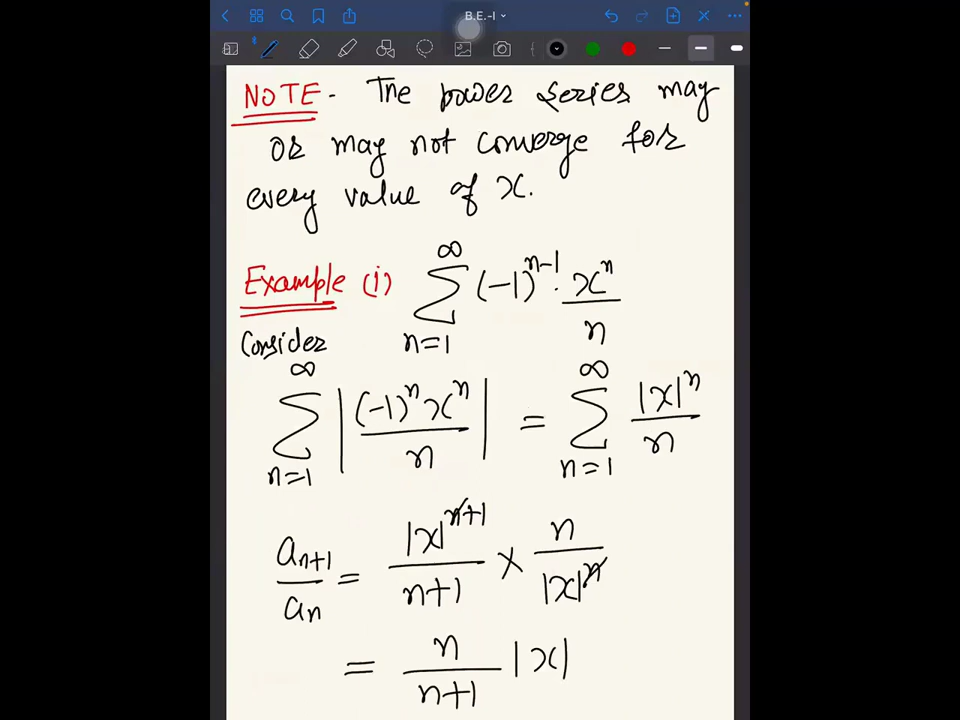 B.E.-I
NOTE - The power series may
or may not converge for
every value of x.
Example (i) ∑_{n=1}^{∞} (-1)^{n-1} · x^n / n
Consider
∑_{n=1}^{∞} | (-1)^n x^n / n | = ∑_{n=1}^{∞} |x|^n / n
a_{n+1} / a_n = |x|^{n+1} / n+1 × n / |x|^n
= n / n+1 |x|